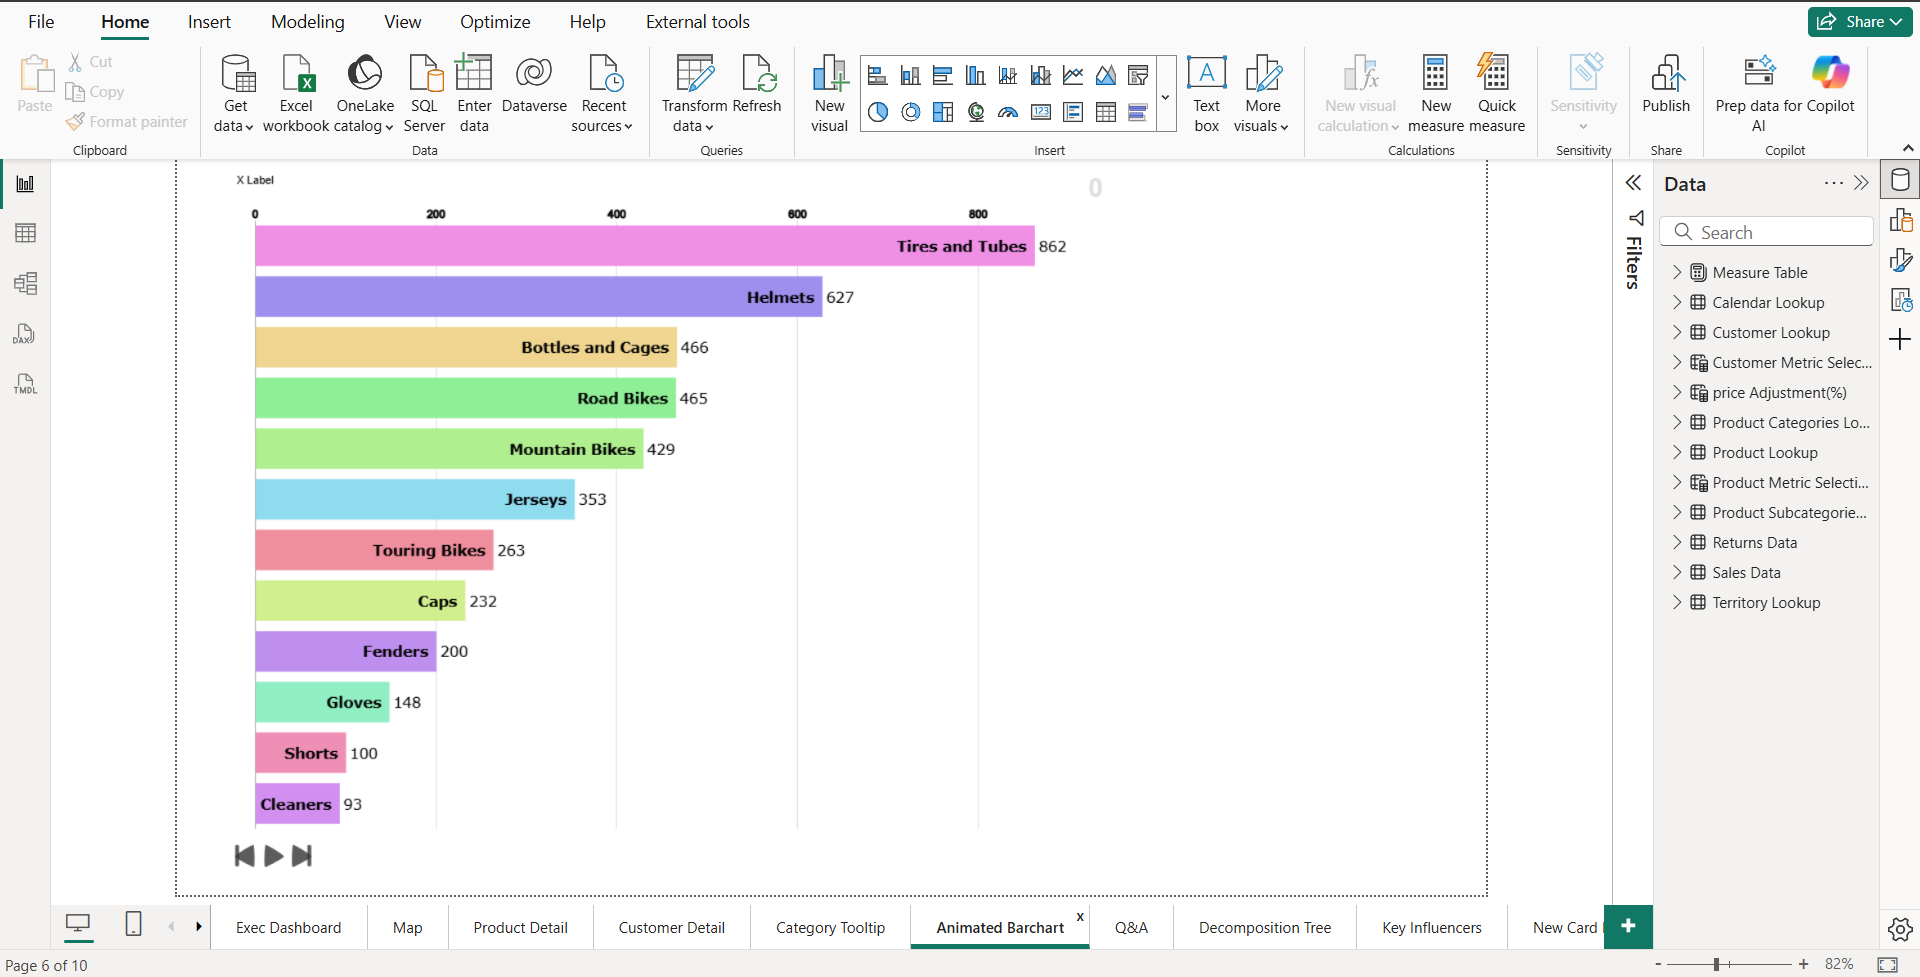 File Home Insert Modeling View Optimize Help External tools Share
Paste
Cut
Copy
Format painter
Clipboard
Get data
Excel workbook
OneLake catalog
SQL Server
Enter data
Dataverse
Recent sources
Data
Transform data
Refresh
Queries
New visual
Text box
More visuals
Insert
New visual calculation
New measure
Quick measure
Calculations
Sensitivity
Sensitivity
Publish
Share
Prep data for AI
Copilot
Copilot
X Label
0
0 200 400 600 800
Tires and Tubes 862
Helmets 627
Bottles and Cages 466
Road Bikes 465
Mountain Bikes 429
Jerseys 353
Touring Bikes 263
Caps 232
Fenders 200
Gloves 148
Shorts 100
Cleaners 93
DAX
TMDL
Filters
Data
Search
Measure Table
Calendar Lookup
Customer Lookup
Customer Metric Selec...
price Adjustment(%)
Product Categories Lo...
Product Lookup
Product Metric Selecti...
Product Subcategorie...
Returns Data
Sales Data
Territory Lookup
Exec Dashboard Map Product Detail Customer Detail Category Tooltip Animated Barchart x Q&A Decomposition Tree Key Influencers New Card +
Page 6 of 10
- + 82%